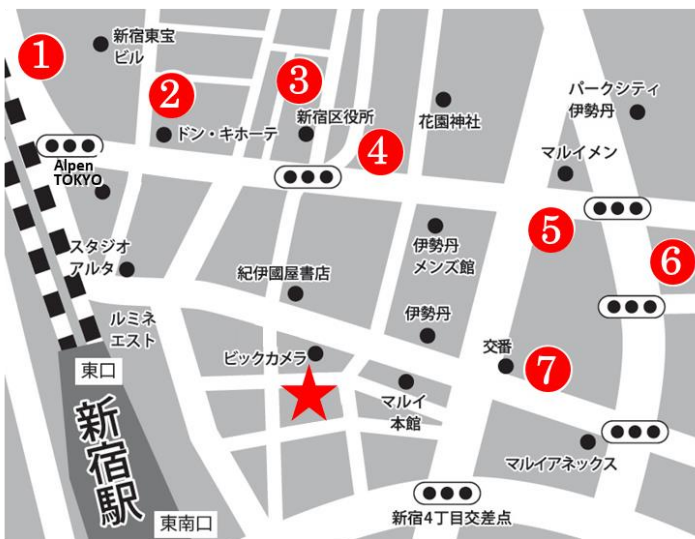 1
新宿東宝
ビル
2
ドン・キホーテ
3
新宿区役所
4
花園神社
パークシティ
伊勢丹
マルイメン
Alpen
TOKYO
5
6
スタジオ
アルタ
紀伊國屋書店
伊勢丹
メンズ館
伊勢丹
ルミネ
エスト
ビックカメラ
交番
7
東口
マルイ
本館
新宿駅
マルイアネックス
東南口
新宿4丁目交差点